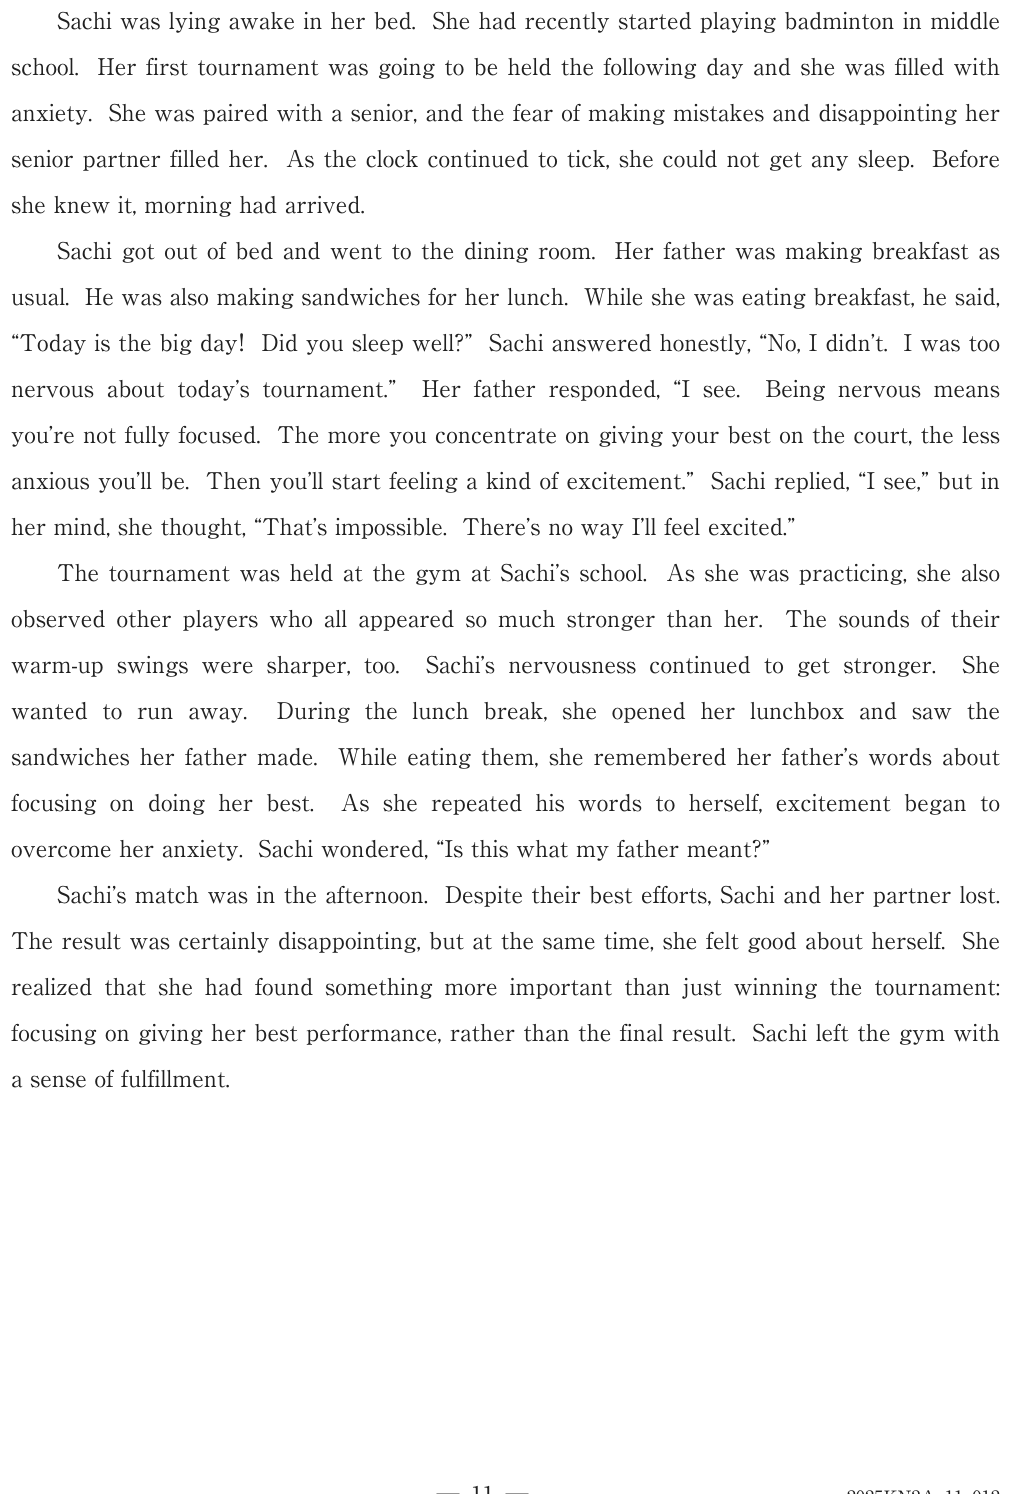 Sachi was lying awake in her bed. She had recently started playing badminton in middle
school. Her first tournament was going to be held the following day and she was filled with
anxiety. She was paired with a senior, and the fear of making mistakes and disappointing her
senior partner filled her. As the clock continued to tick, she could not get any sleep. Before
she knew it, morning had arrived.
Sachi got out of bed and went to the dining room. Her father was making breakfast as
usual. He was also making sandwiches for her lunch. While she was eating breakfast, he said,
“Today is the big day! Did you sleep well?” Sachi answered honestly, “No, I didn’t. I was too
nervous about today’s tournament.” Her father responded, “I see. Being nervous means
you’re not fully focused. The more you concentrate on giving your best on the court, the less
anxious you’ll be. Then you’ll start feeling a kind of excitement.” Sachi replied, “I see,” but in
her mind, she thought, “That’s impossible. There’s no way I’ll feel excited.”
The tournament was held at the gym at Sachi’s school. As she was practicing, she also
observed other players who all appeared so much stronger than her. The sounds of their
warm-up swings were sharper, too. Sachi’s nervousness continued to get stronger. She
wanted to run away. During the lunch break, she opened her lunchbox and saw the
sandwiches her father made. While eating them, she remembered her father’s words about
focusing on doing her best. As she repeated his words to herself, excitement began to
overcome her anxiety. Sachi wondered, “Is this what my father meant?”
Sachi’s match was in the afternoon. Despite their best efforts, Sachi and her partner lost.
The result was certainly disappointing, but at the same time, she felt good about herself. She
realized that she had found something more important than just winning the tournament:
focusing on giving her best performance, rather than the final result. Sachi left the gym with
a sense of fulfillment.
— 11 —